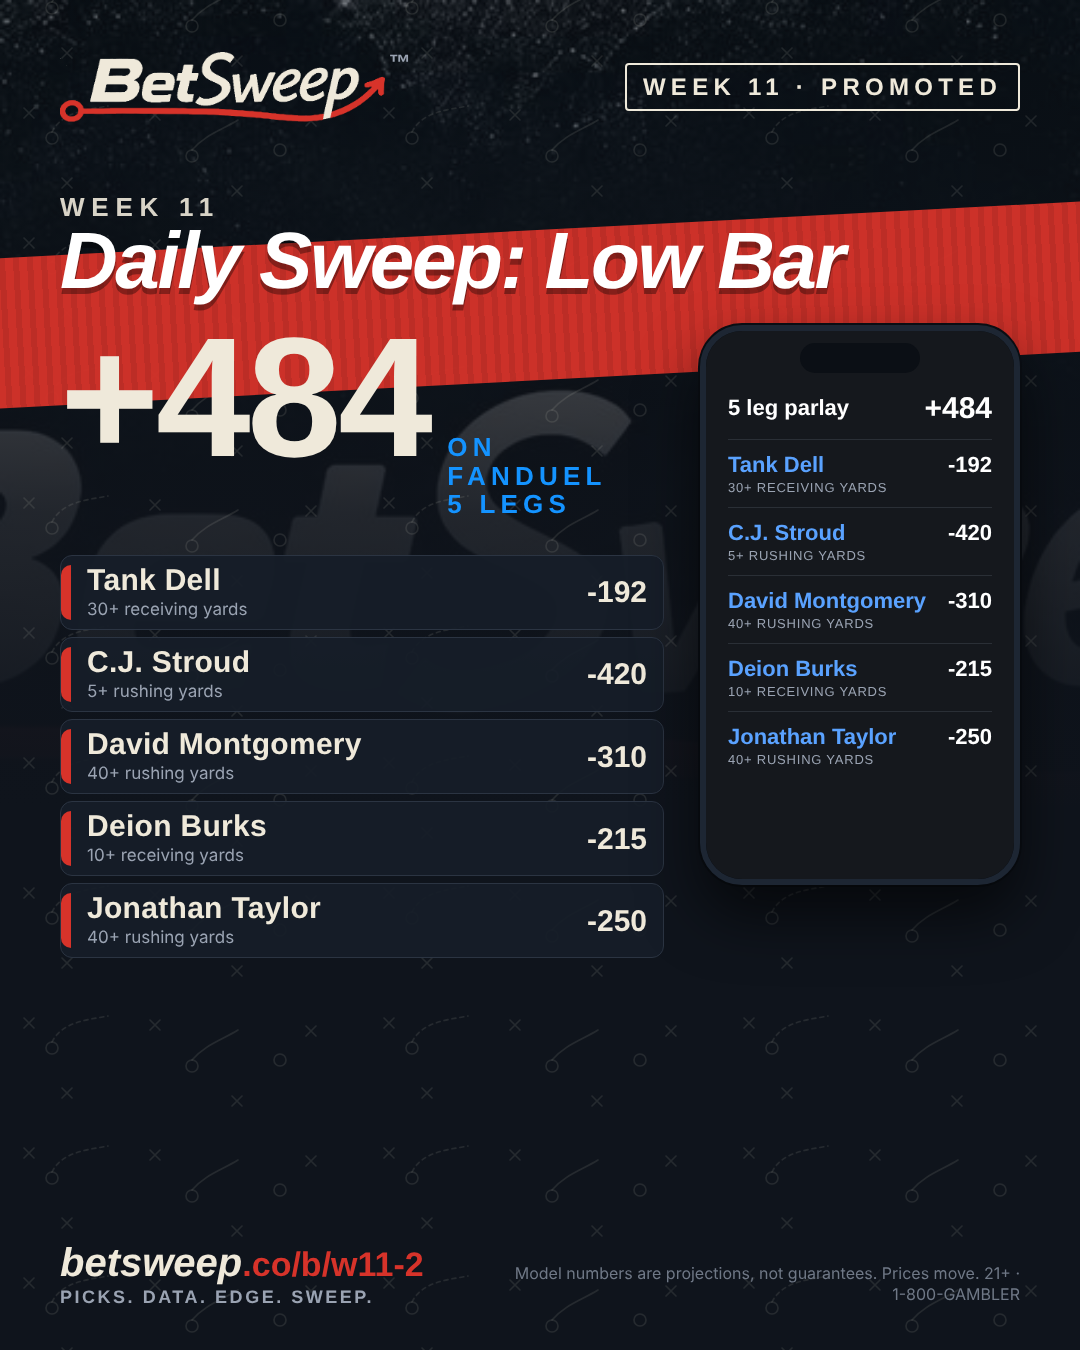 BetSweep™
WEEK 11 · PROMOTED
WEEK 11
Daily Sweep: Low Bar
+484
ON
FANDUEL
5 LEGS
Tank Dell
30+ receiving yards
-192
C.J. Stroud
5+ rushing yards
-420
David Montgomery
40+ rushing yards
-310
Deion Burks
10+ receiving yards
-215
Jonathan Taylor
40+ rushing yards
-250
5 leg parlay +484
Tank Dell -192
30+ RECEIVING YARDS
C.J. Stroud -420
5+ RUSHING YARDS
David Montgomery -310
40+ RUSHING YARDS
Deion Burks -215
10+ RECEIVING YARDS
Jonathan Taylor -250
40+ RUSHING YARDS
betsweep.co/b/w11-2
PICKS. DATA. EDGE. SWEEP.
Model numbers are projections, not guarantees. Prices move. 21+ ·
1-800-GAMBLER